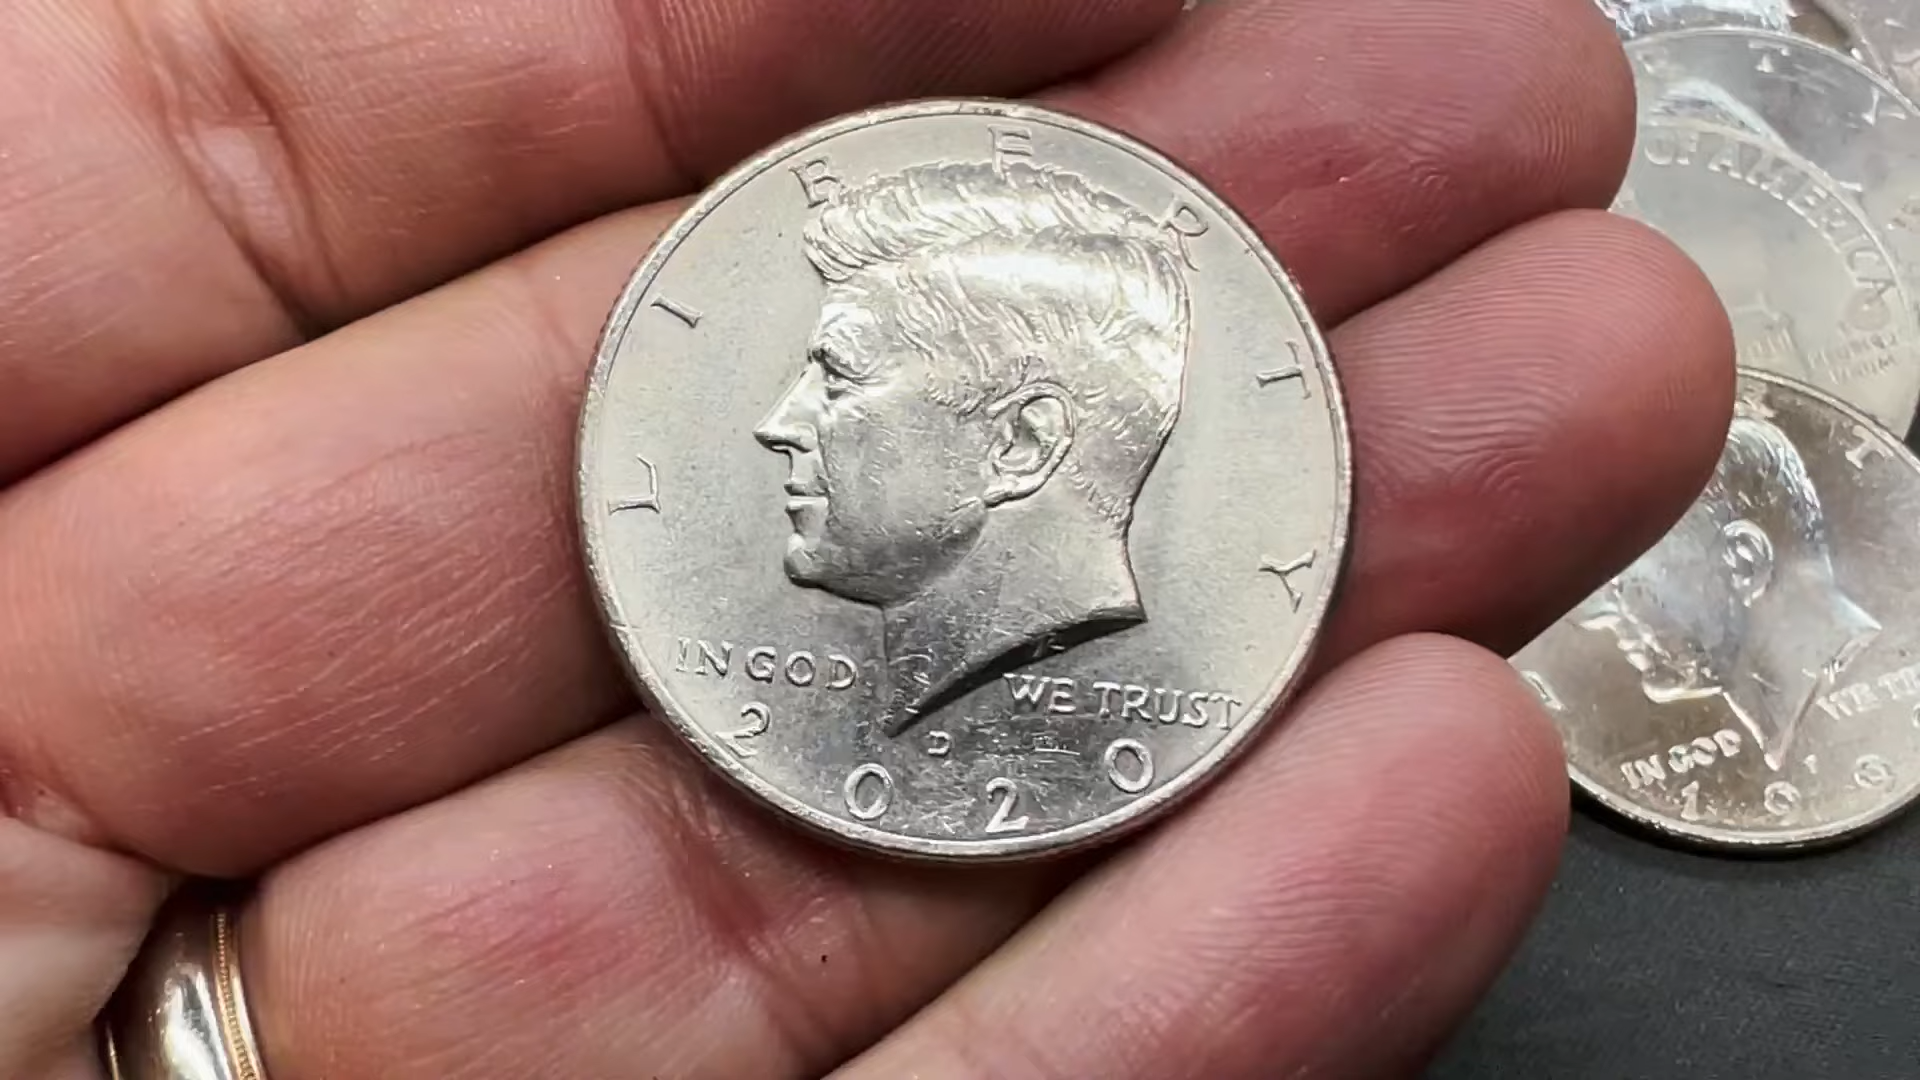 LIBERTY
IN GOD WE TRUST
D
2020
OF AMERICA
T
WE
IN GOD